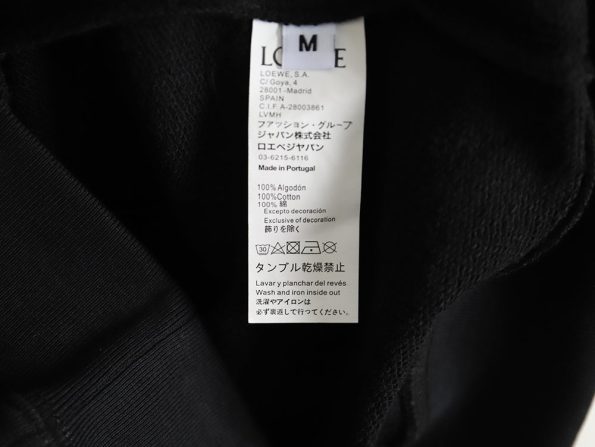 M
LOEWE
LOEWE, S.A.
C/ Goya, 4
28001-Madrid
SPAIN
C.I.F. A-28003861
LVMH
ファッション・グループ
ジャパン株式会社
ロエベジャパン
03-6215-6116
Made in Portugal
100%Algodón
100%Cotton
100% 綿
Excepto decoración
Exclusive of decoration
飾りを除く
30
タンブル乾燥禁止
Lavar y planchar del revés
Wash and iron inside out
洗濯やアイロンは
必ず裏返して行ってください。